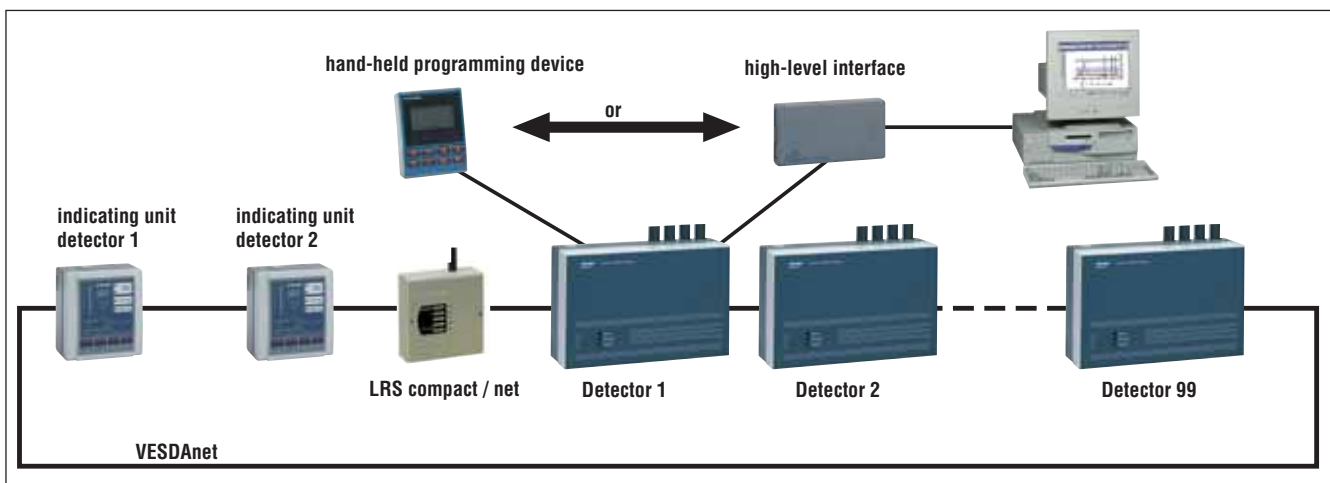 hand-held programming device
high-level interface
or
indicating unit
detector 1
indicating unit
detector 2
LRS compact / net
Detector 1
Detector 2
Detector 99
VESDAnet